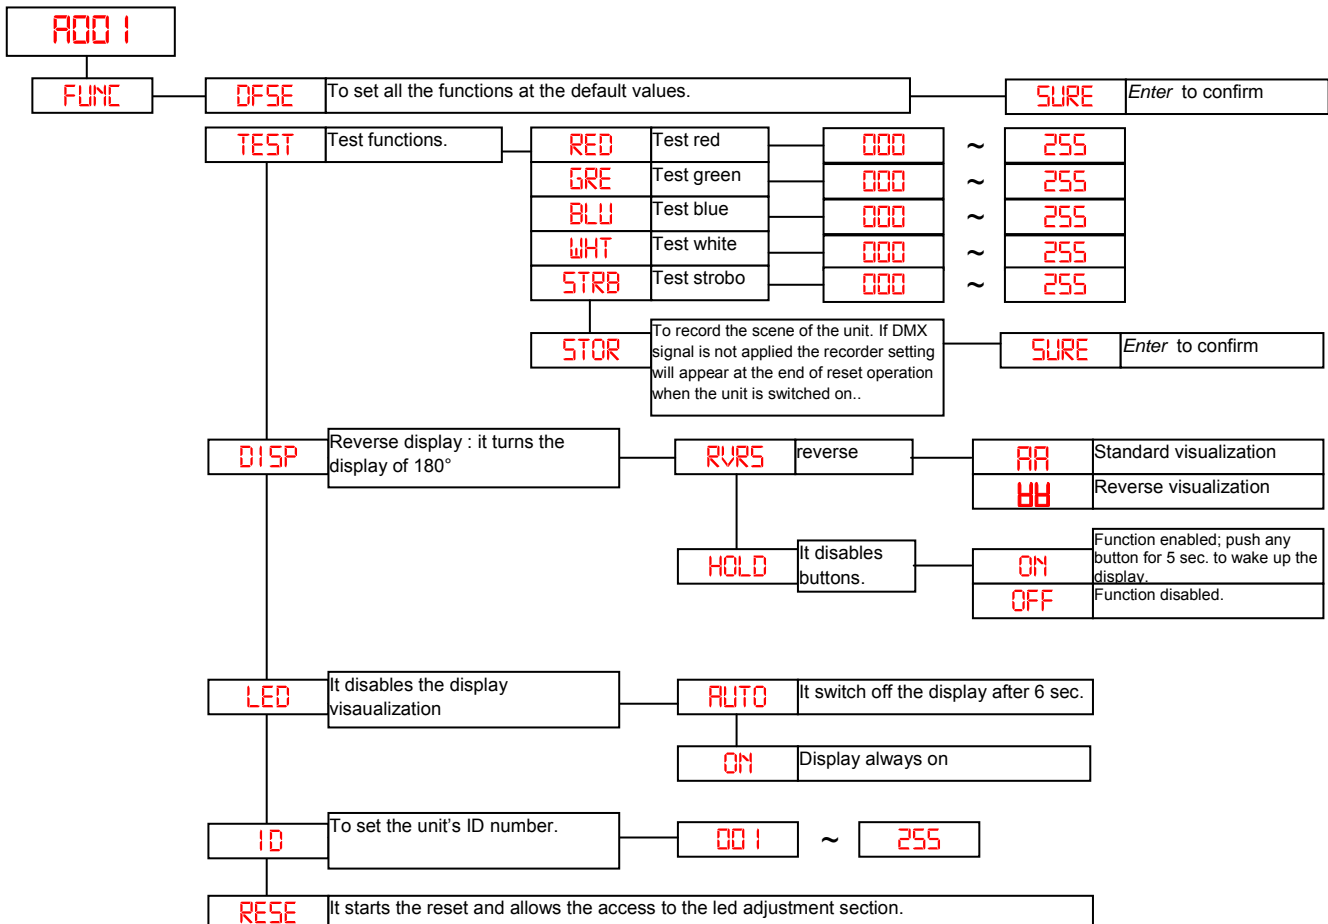 A001
FUNC
DFSE To set all the functions at the default values. SURE Enter to confirm
TEST Test functions. RED Test red 000 ~ 255
GRE Test green 000 ~ 255
BLU Test blue 000 ~ 255
WHT Test white 000 ~ 255
STRB Test strobo 000 ~ 255
STOR
To record the scene of the unit. If DMX
signal is not applied the recorder setting
will appear at the end of reset operation
when the unit is switched on..
SURE Enter to confirm
DISP
Reverse display : it turns the
display of 180°
RVRS reverse
AA Standard visualization
AA Reverse visualization
HOLD
It disables
buttons.
ON
Function enabled; push any
button for 5 sec. to wake up the
display.
OFF Function disabled.
LED
It disables the display
visaualization
AUTO It switch off the display after 6 sec.
ON Display always on
ID To set the unit's ID number. 001 ~ 255
RESE It starts the reset and allows the access to the led adjustment section.